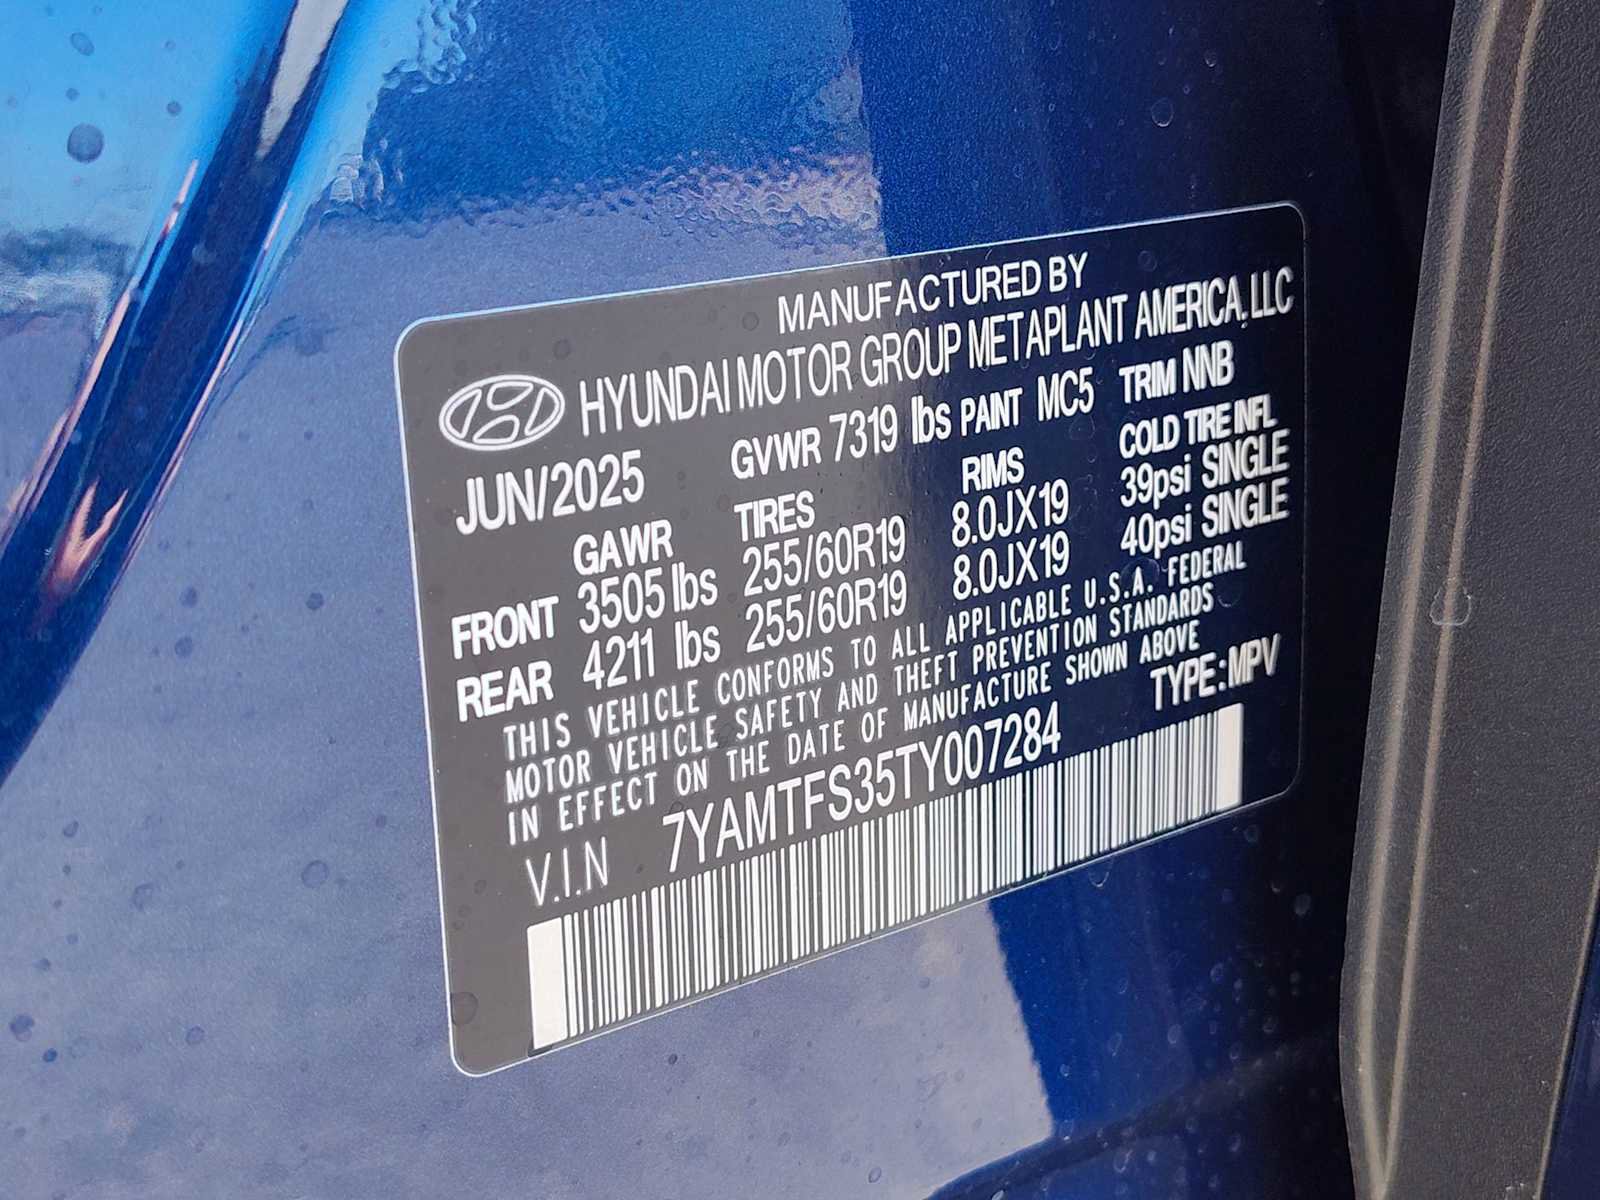 MANUFACTURED BY
HYUNDAI MOTOR GROUP METAPLANT AMERICA, LLC
JUN/2025 GVWR 7319 lbs PANT MC5 TRIM NNB
GAWR TIRES RIMS COLD TIRE INFL
FRONT 3505 lbs 255/60R19 8.0JX19 39psi SINGLE
REAR 4211 lbs 255/60R19 8.0JX19 40psi SINGLE
THIS VEHICLE CONFORMS TO ALL APPLICABLE U.S.A. FEDERAL
MOTOR VEHICLE SAFETY AND THEFT PREVENTION STANDARDS
IN EFFECT ON THE DATE OF MANUFACTURE SHOWN ABOVE
V.I.N 7YAMTFS35TY007284 TYPE:MPV